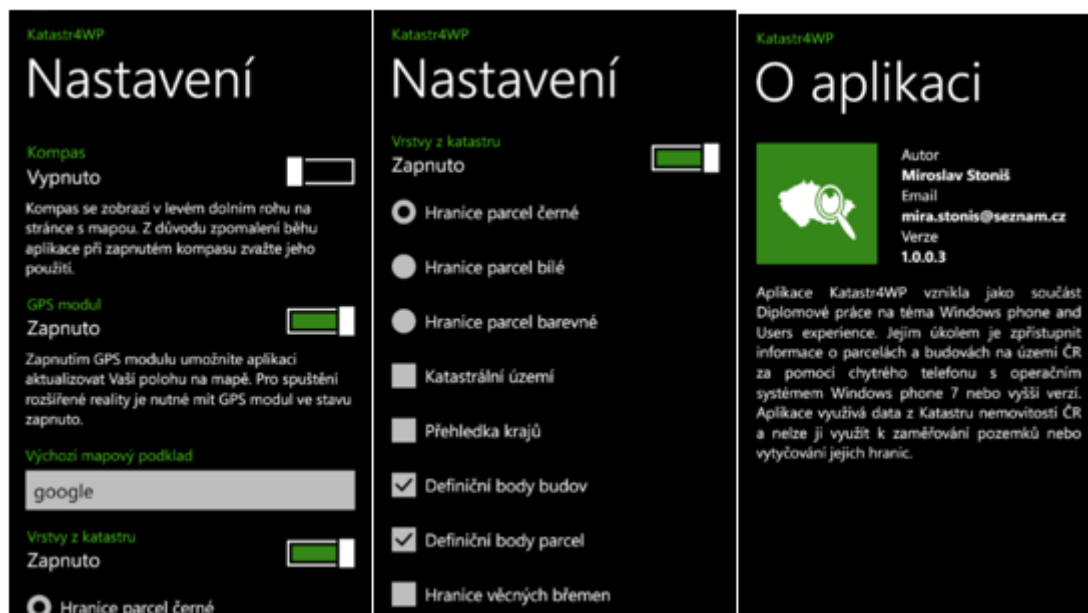 Katastr4WP
Nastavení
Kompas
Vypnuto
Kompas se zobrazí v levém dolním rohu na
stránce s mapou. Z důvodu zpomalení běhu
aplikace při zapnutém kompasu zvažte jeho
použití.
GPS modul
Zapnuto
Zapnutím GPS modulu umožníte aplikaci
aktualizovat Vaší polohu na mapě. Pro spuštění
rozšířené reality je nutné mít GPS modul ve stavu
zapnuto.
Výchozí mapový podklad
google
Vrstvy z katastru
Zapnuto
Hranice parcel černé
Katastr4WP
Nastavení
Vrstvy z katastru
Zapnuto
Hranice parcel černé
Hranice parcel bílé
Hranice parcel barevné
Katastrální území
Přehledka krajů
Definiční body budov
Definiční body parcel
Hranice věcných břemen
Katastr4WP
O aplikaci
Autor
Miroslav Stoniš
Email
mira.stonis@seznam.cz
Verze
1.0.0.3
Aplikace Katastr4WP vznikla jako součást
Diplomové práce na téma Windows phone and
Users experience. Jejím úkolem je zpřístupnit
informace o parcelách a budovách na území ČR
za pomocí chytrého telefonu s operačním
systémem Windows phone 7 nebo vyšší verzí.
Aplikace využívá data z Katastru nemovitostí ČR
a nelze ji využít k zaměřování pozemků nebo
vytyčování jejich hranic.